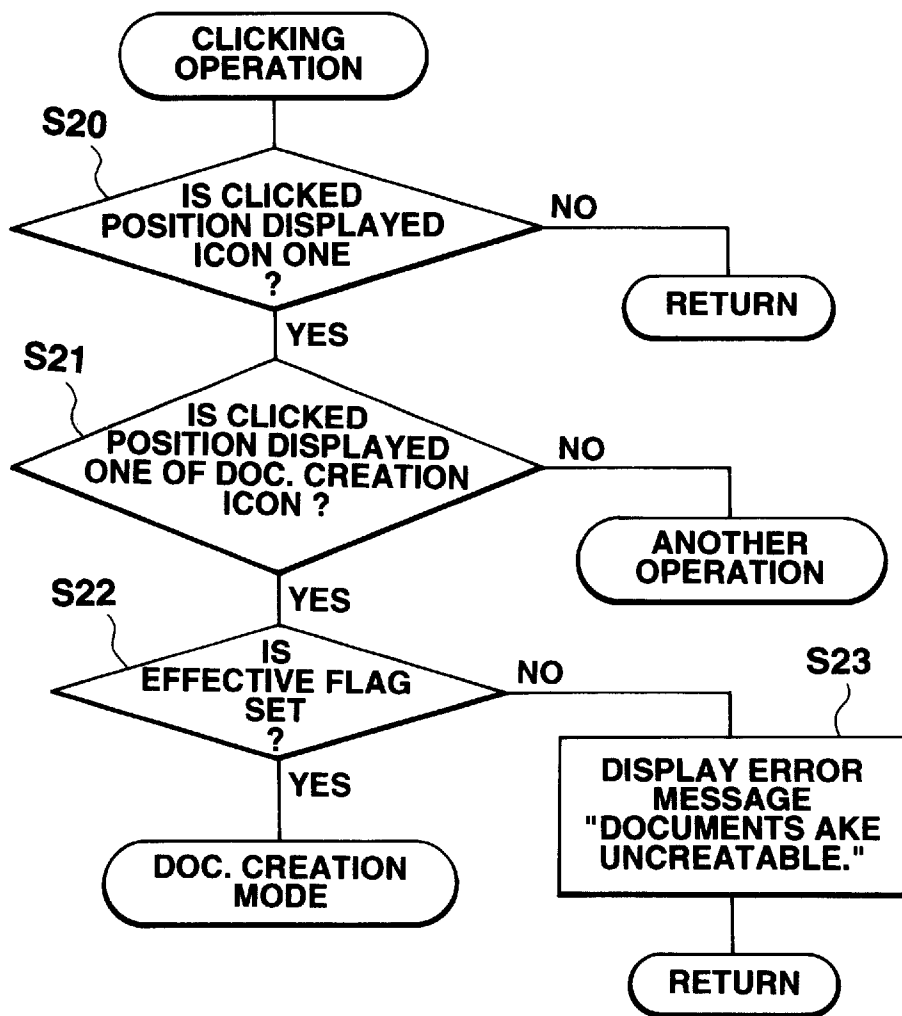 CLICKING
OPERATION
S20
IS CLICKED
POSITION DISPLAYED
ICON ONE
?
NO
RETURN
YES
S21
IS CLICKED
POSITION DISPLAYED
ONE OF DOC. CREATION
ICON ?
NO
ANOTHER
OPERATION
YES
S22
IS
EFFECTIVE FLAG
SET
?
NO
S23
DISPLAY ERROR
MESSAGE
"DOCUMENTS AKE
UNCREATABLE."
YES
DOC. CREATION
MODE
RETURN